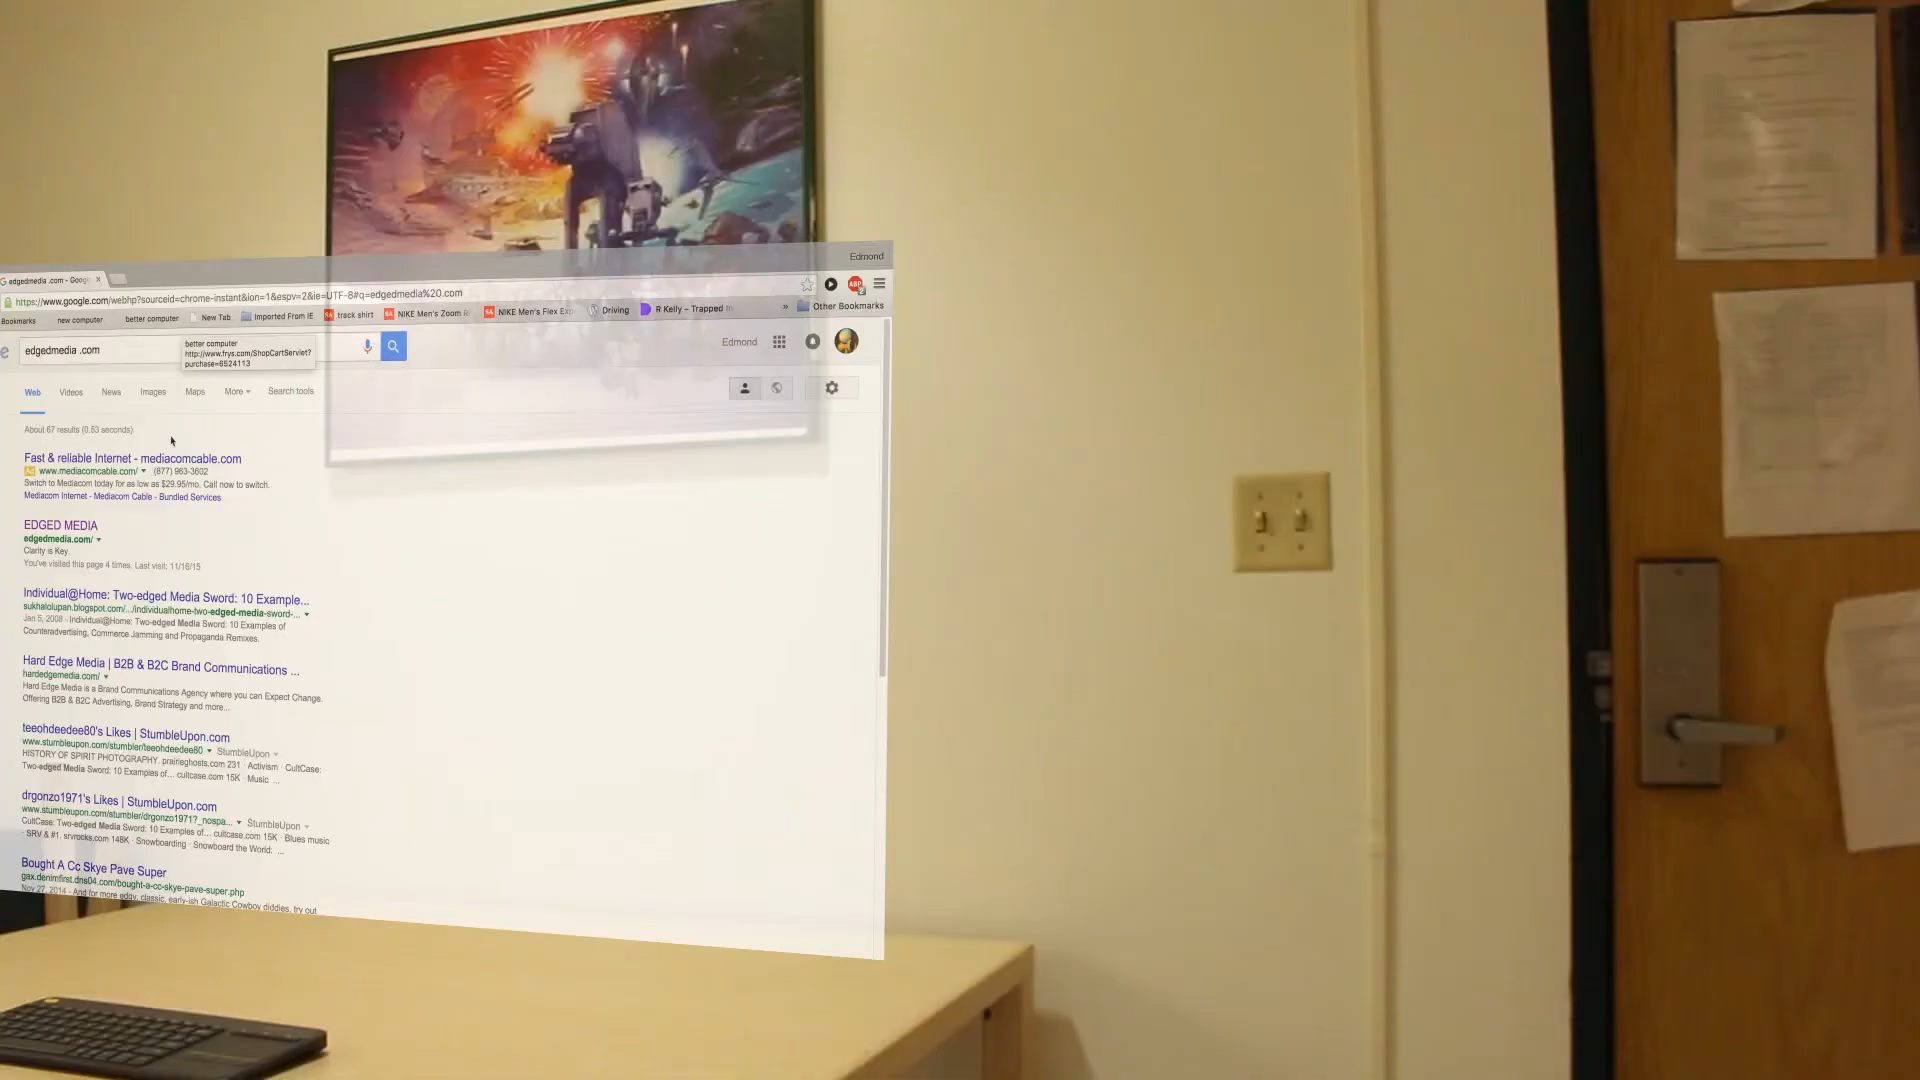 Edmond
edgedmedia .com - Goog
https://www.google.com/webhp?sourceid=chrome-instant&ion=1&espv=2&ie=UTF-8#q=edgedmedia%20.com
ABP
2
Bookmarks new computer better computer New Tab Imported From IE track shirt NIKE Men's Zoom NIKE Men's Flex Driving R Kelly – Trapped » Other Bookmarks
e edgedmedia .com
Edmond
better computer
http://www.frys.com/ShopCartServlet?
purchase=6524113
Web Videos News Images Maps More Search tools
About 67 results (0.53 seconds)
Fast & reliable Internet - mediacomcable.com
Ad www.mediacomcable.com/ (877) 963-3602
Switch to Mediacom today for as low as $29.95/mo. Call now to switch.
Mediacom Internet - Mediacom Cable - Bundled Services
EDGED MEDIA
edgedmedia.com/
Clarity is Key.
You've visited this page 4 times. Last visit: 11/16/15
Individual@Home: Two-edged Media Sword: 10 Example...
sukhalolupan.blogspot.com/.../individualhome-two-edged-media-sword-...
Jan 5, 2008 - Individual@Home: Two-edged Media Sword: 10 Examples of
Counteradvertising, Commerce Jamming and Propaganda Remixes.
Hard Edge Media | B2B & B2C Brand Communications ...
hardedgemedia.com/
Hard Edge Media is a Brand Communications Agency where you can Expect Change.
Offering B2B & B2C Advertising, Brand Strategy and more...
teeohdeedee80's Likes | StumbleUpon.com
www.stumbleupon.com/stumbler/teeohdeedee80 StumbleUpon
HISTORY OF SPIRIT PHOTOGRAPHY. prairieghosts.com 231 · Activism · CultCase:
Two-edged Media Sword: 10 Examples of... cultcase.com 15K · Music ...
drgonzo1971's Likes | StumbleUpon.com
www.stumbleupon.com/stumbler/drgonzo1971?_nospa... StumbleUpon
CultCase: Two-edged Media Sword: 10 Examples of... cultcase.com 15K · Blues music
· SRV & #1. srvrocks.com 148K · Snowboarding · Snowboard the World: ...
Bought A Cc Skye Pave Super
gax.denimfirst.dns04.com/bought-a-cc-skye-pave-super.php
Nov 27, 2014 - And for more edgy, classic, early-ish Galactic Cowboy diddies, try out